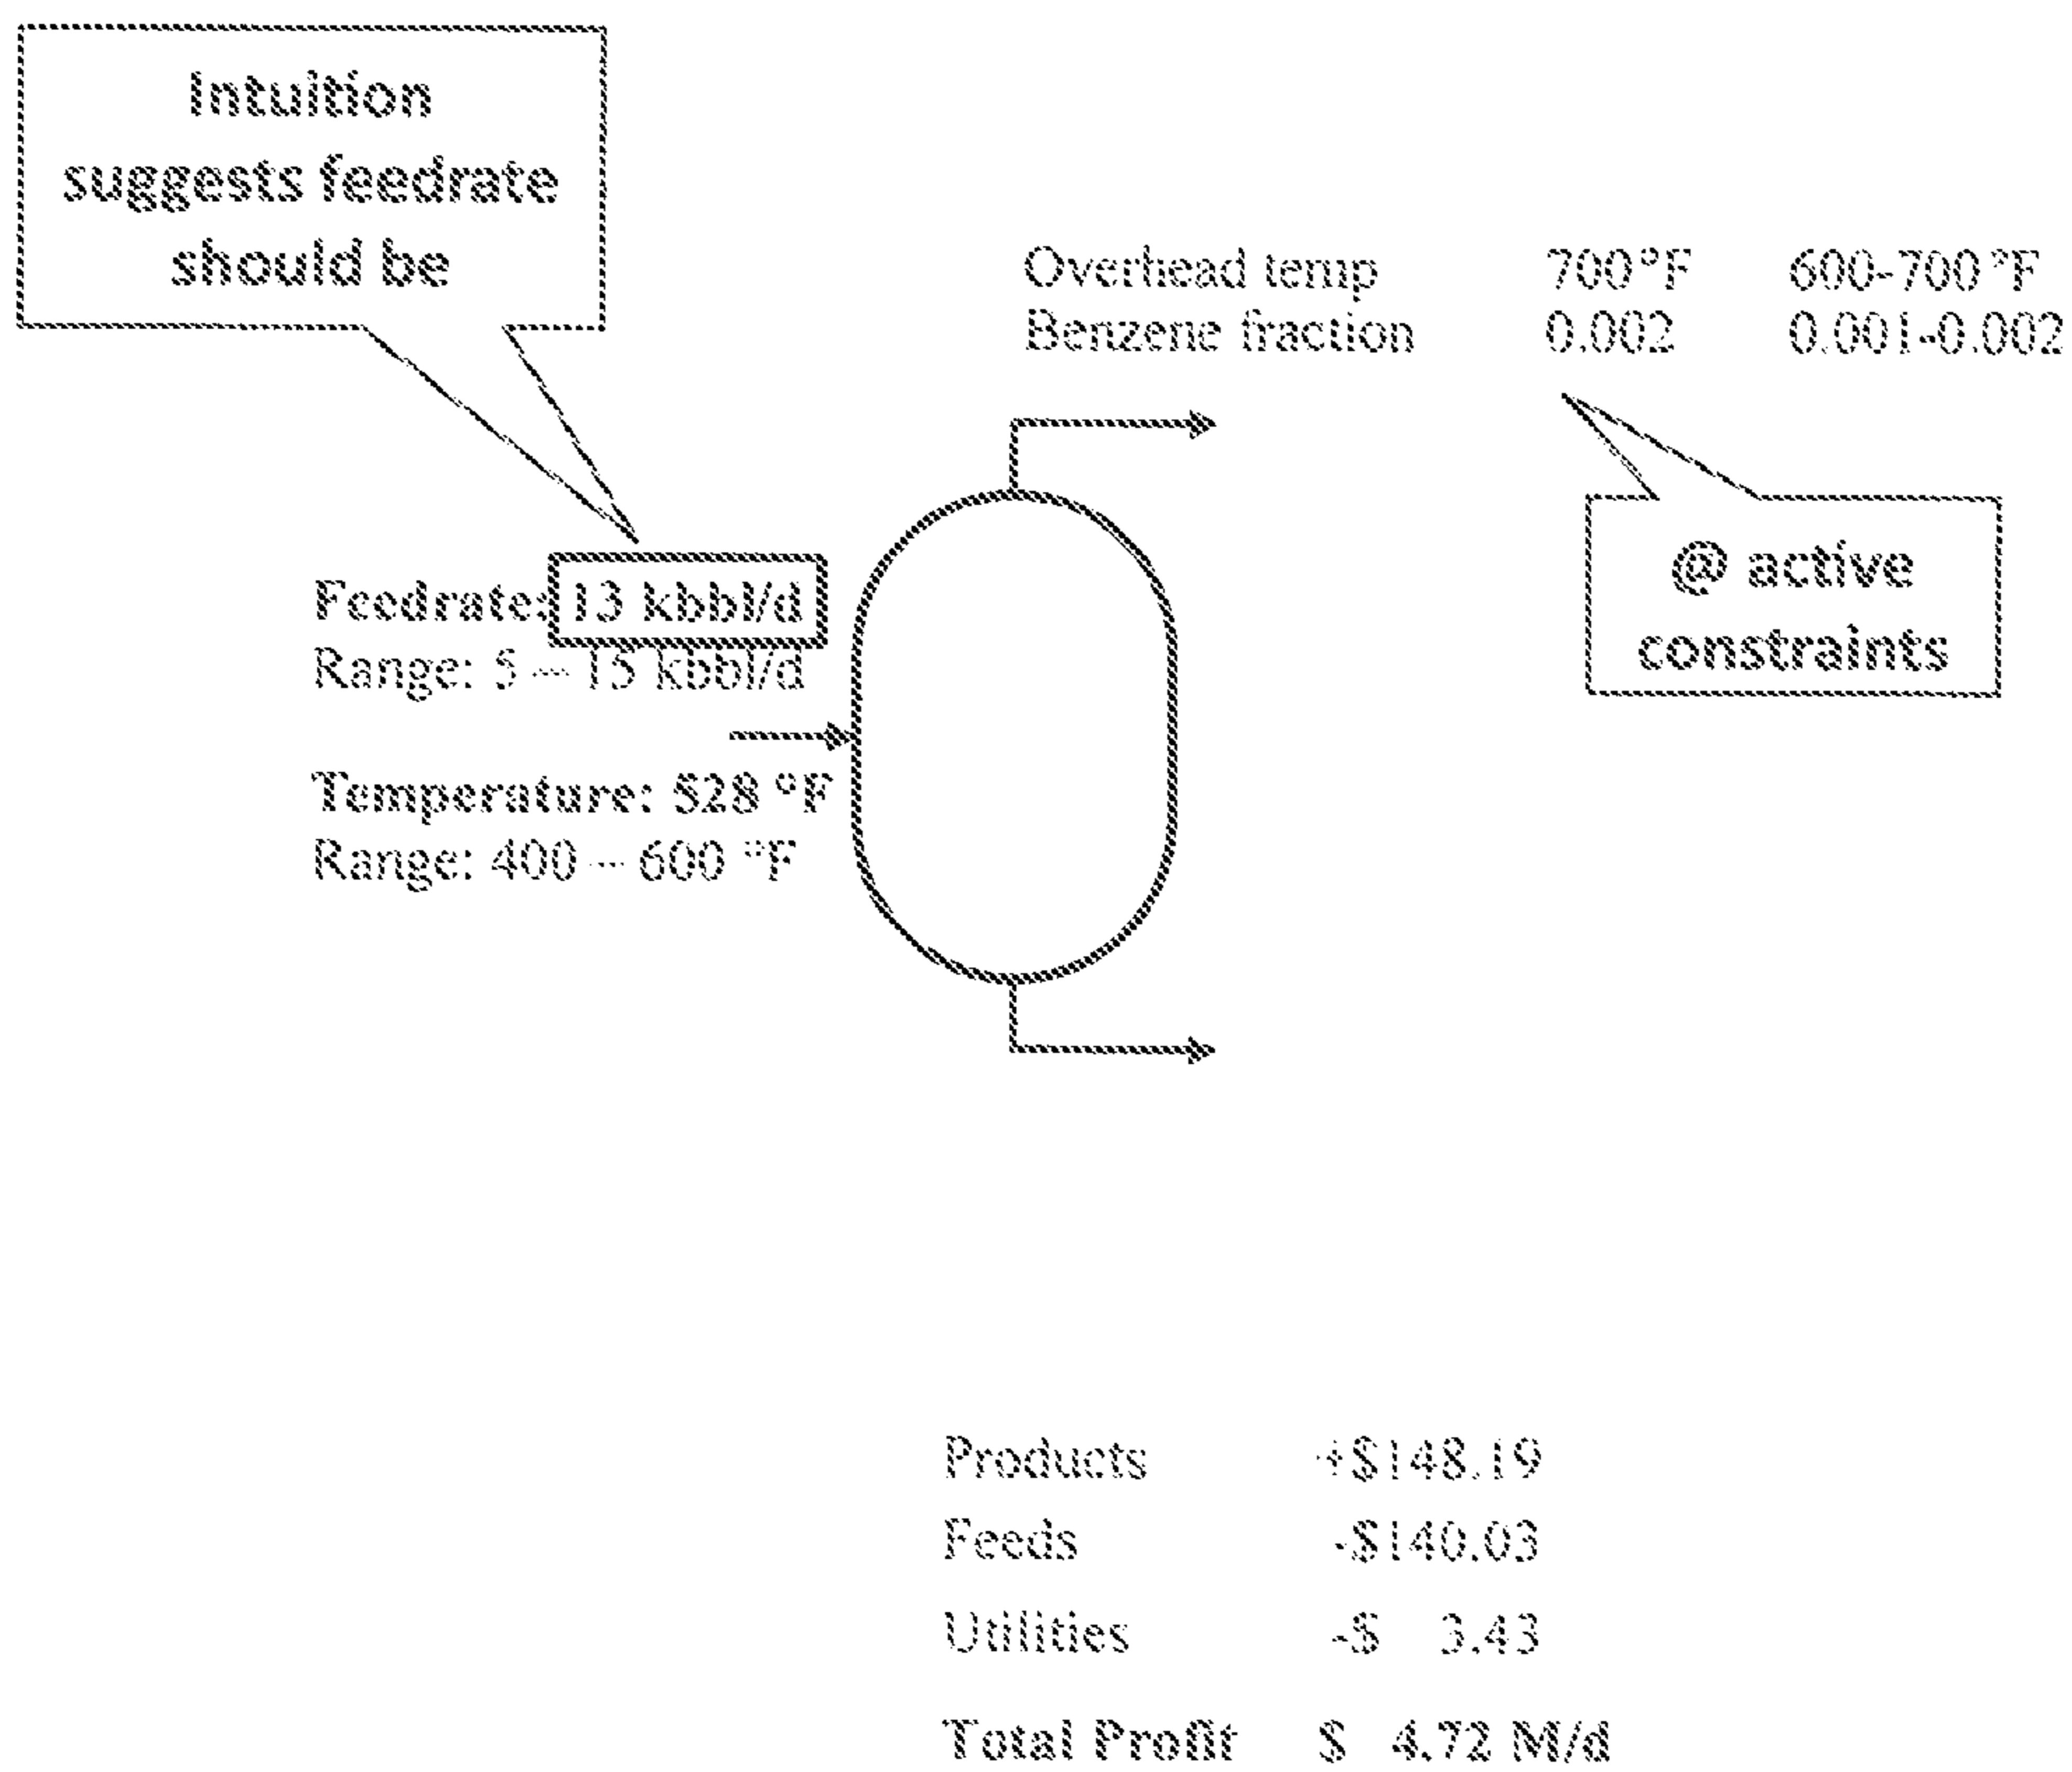 Intuition
suggests feedrate
should be
Overhead temp 700°F 600-700°F
Benzene fraction 0.002 0.001-0.002
@ active
constraints
Feedrate: 13 kbbl/d
Range: 5 – 15 kbbl/d
Temperature: 528 °F
Range: 400 – 600 °F
Products +$148.19
Feeds -$140.03
Utilities -$ 3.43
Total Profit $ 4.72 M/d